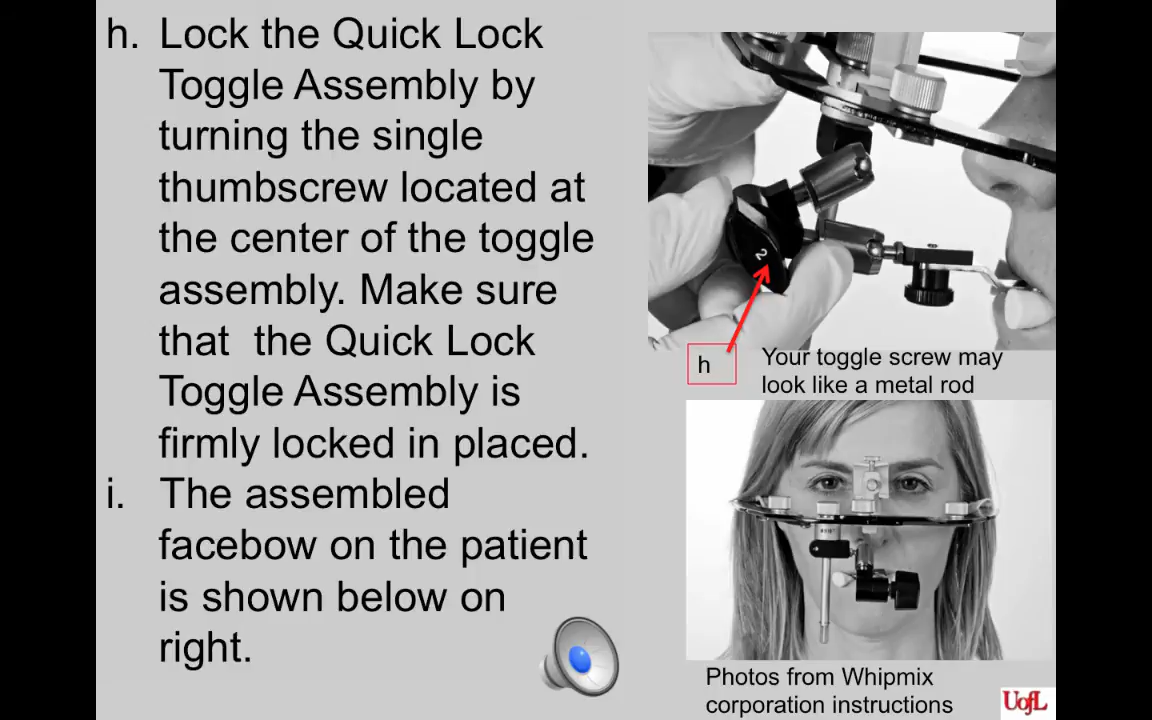 h. Lock the Quick Lock
Toggle Assembly by
turning the single
thumbscrew located at
the center of the toggle
assembly. Make sure
that  the Quick Lock
Toggle Assembly is
firmly locked in placed.
i. The assembled
facebow on the patient
is shown below on
right.
2
h
Your toggle screw may
look like a metal rod
Photos from Whipmix
corporation instructions
UofL